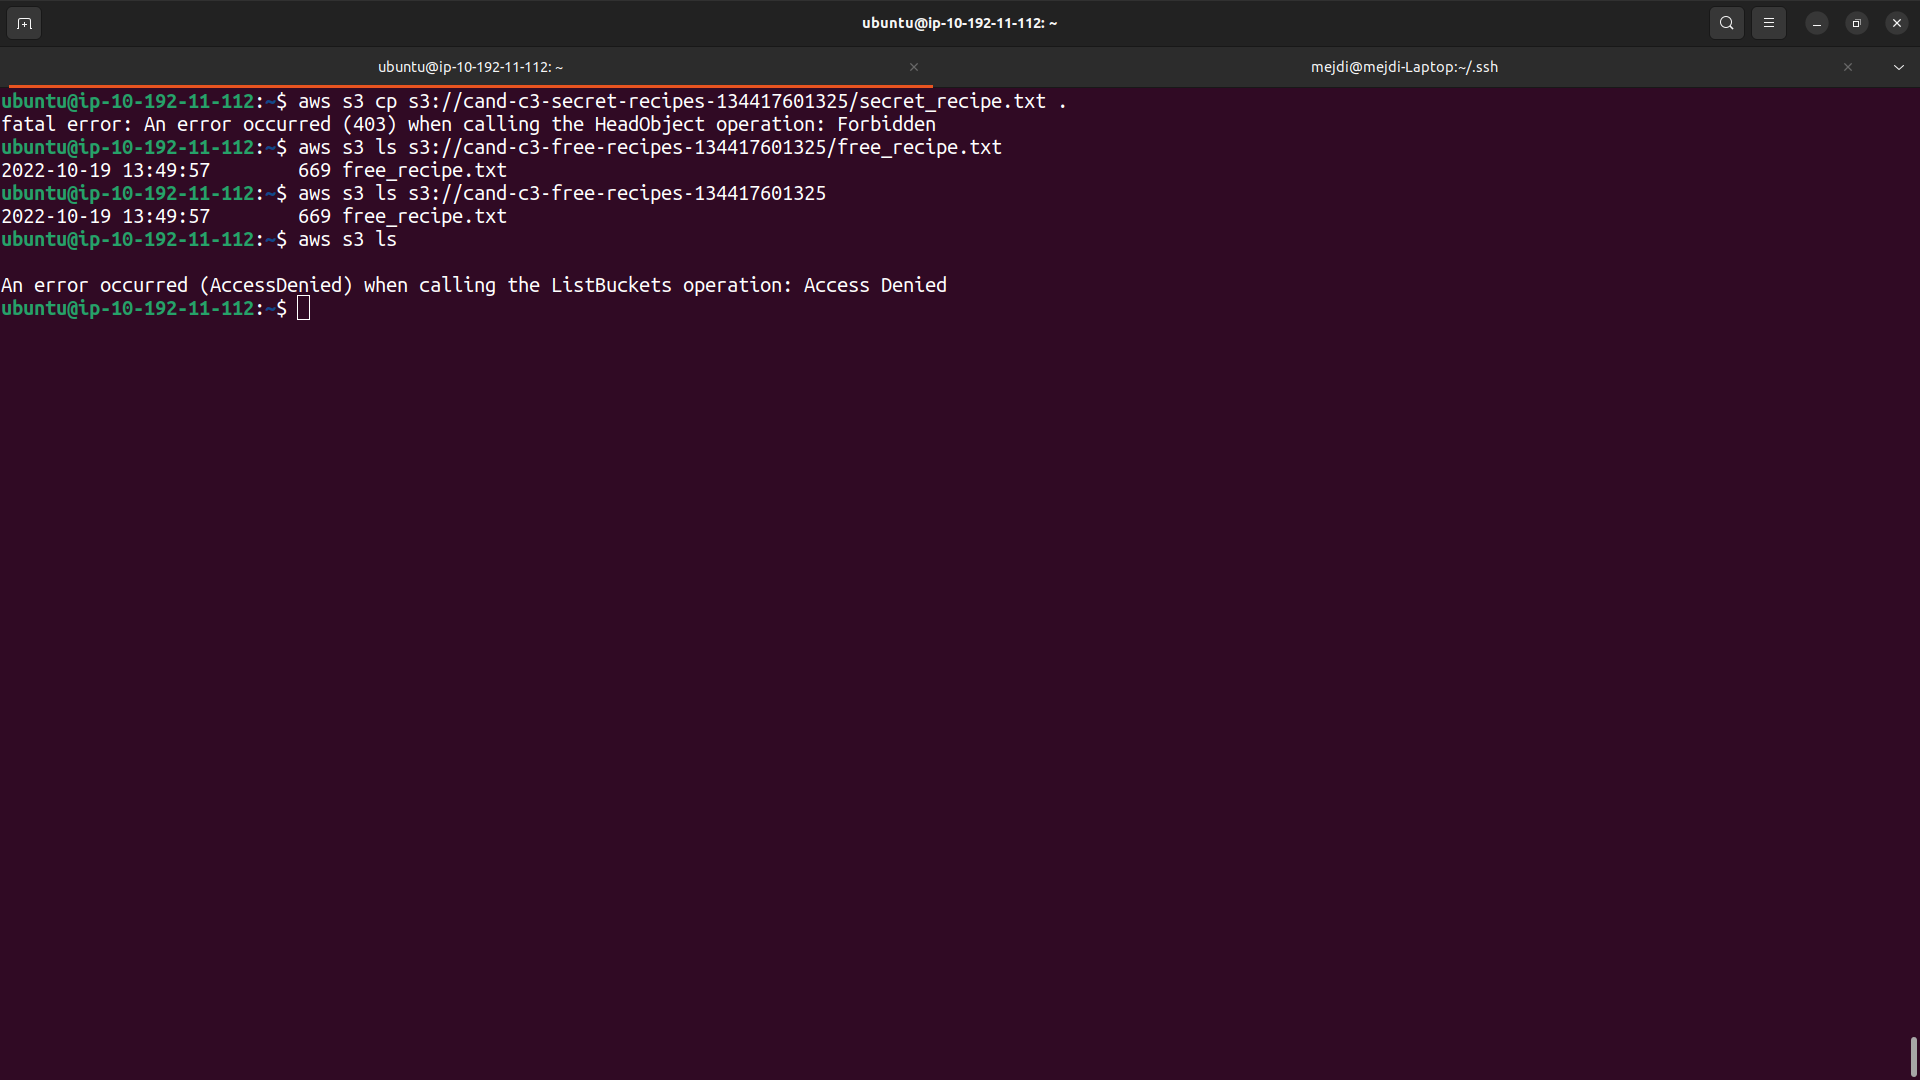 ubuntu@ip-10-192-11-112: ~
ubuntu@ip-10-192-11-112: ~
mejdi@mejdi-Laptop:~/.ssh
ubuntu@ip-10-192-11-112:~$ aws s3 cp s3://cand-c3-secret-recipes-134417601325/secret_recipe.txt .
fatal error: An error occurred (403) when calling the HeadObject operation: Forbidden
ubuntu@ip-10-192-11-112:~$ aws s3 ls s3://cand-c3-free-recipes-134417601325/free_recipe.txt
2022-10-19 13:49:57        669 free_recipe.txt
ubuntu@ip-10-192-11-112:~$ aws s3 ls s3://cand-c3-free-recipes-134417601325
2022-10-19 13:49:57        669 free_recipe.txt
ubuntu@ip-10-192-11-112:~$ aws s3 ls
An error occurred (AccessDenied) when calling the ListBuckets operation: Access Denied
ubuntu@ip-10-192-11-112:~$